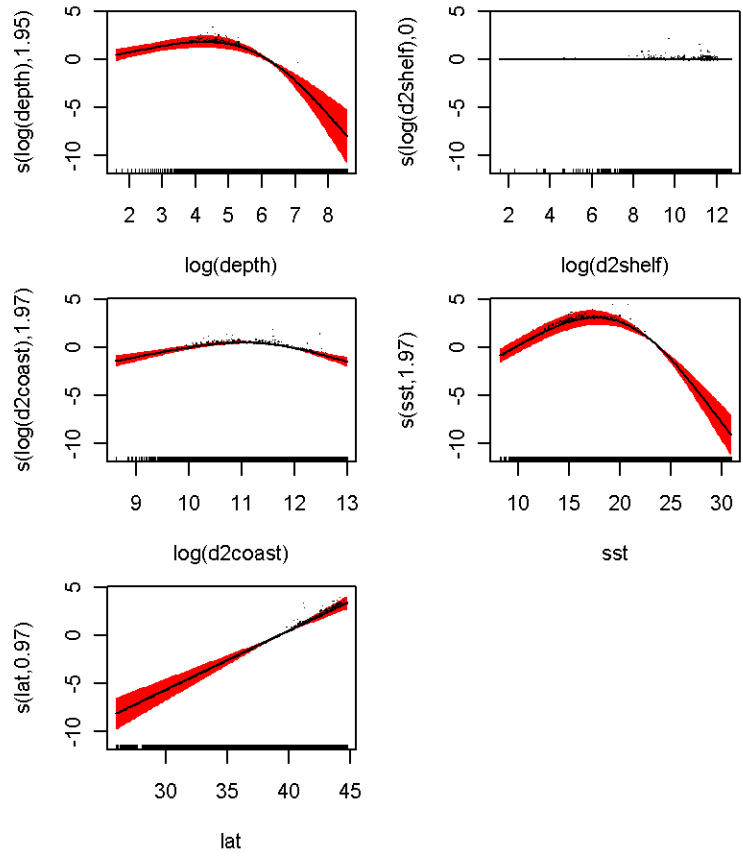 s(log(depth),1.95)
5
0
-5
-10
2 3 4 5 6 7 8
log(depth)
s(log(d2shelf),0)
5
0
-5
-10
2 4 6 8 10 12
log(d2shelf)
s(log(d2coast),1.97)
5
0
-5
-10
9 10 11 12 13
log(d2coast)
s(sst,1.97)
5
0
-5
-10
10 15 20 25 30
sst
s(lat,0.97)
5
0
-5
-10
30 35 40 45
lat